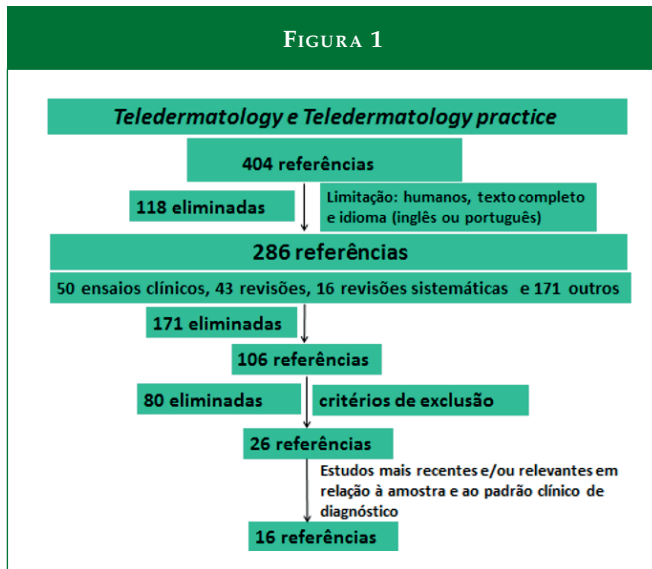 FIGURA 1
Teledermatology e Teledermatology practice
404 referências
118 eliminadas
Limitação: humanos, texto completo
e idioma (inglês ou português)
286 referências
50 ensaios clínicos, 43 revisões, 16 revisões sistemáticas e 171 outros
171 eliminadas
106 referências
80 eliminadas
critérios de exclusão
26 referências
Estudos mais recentes e/ou relevantes em
relação à amostra e ao padrão clínico de
diagnóstico
16 referências